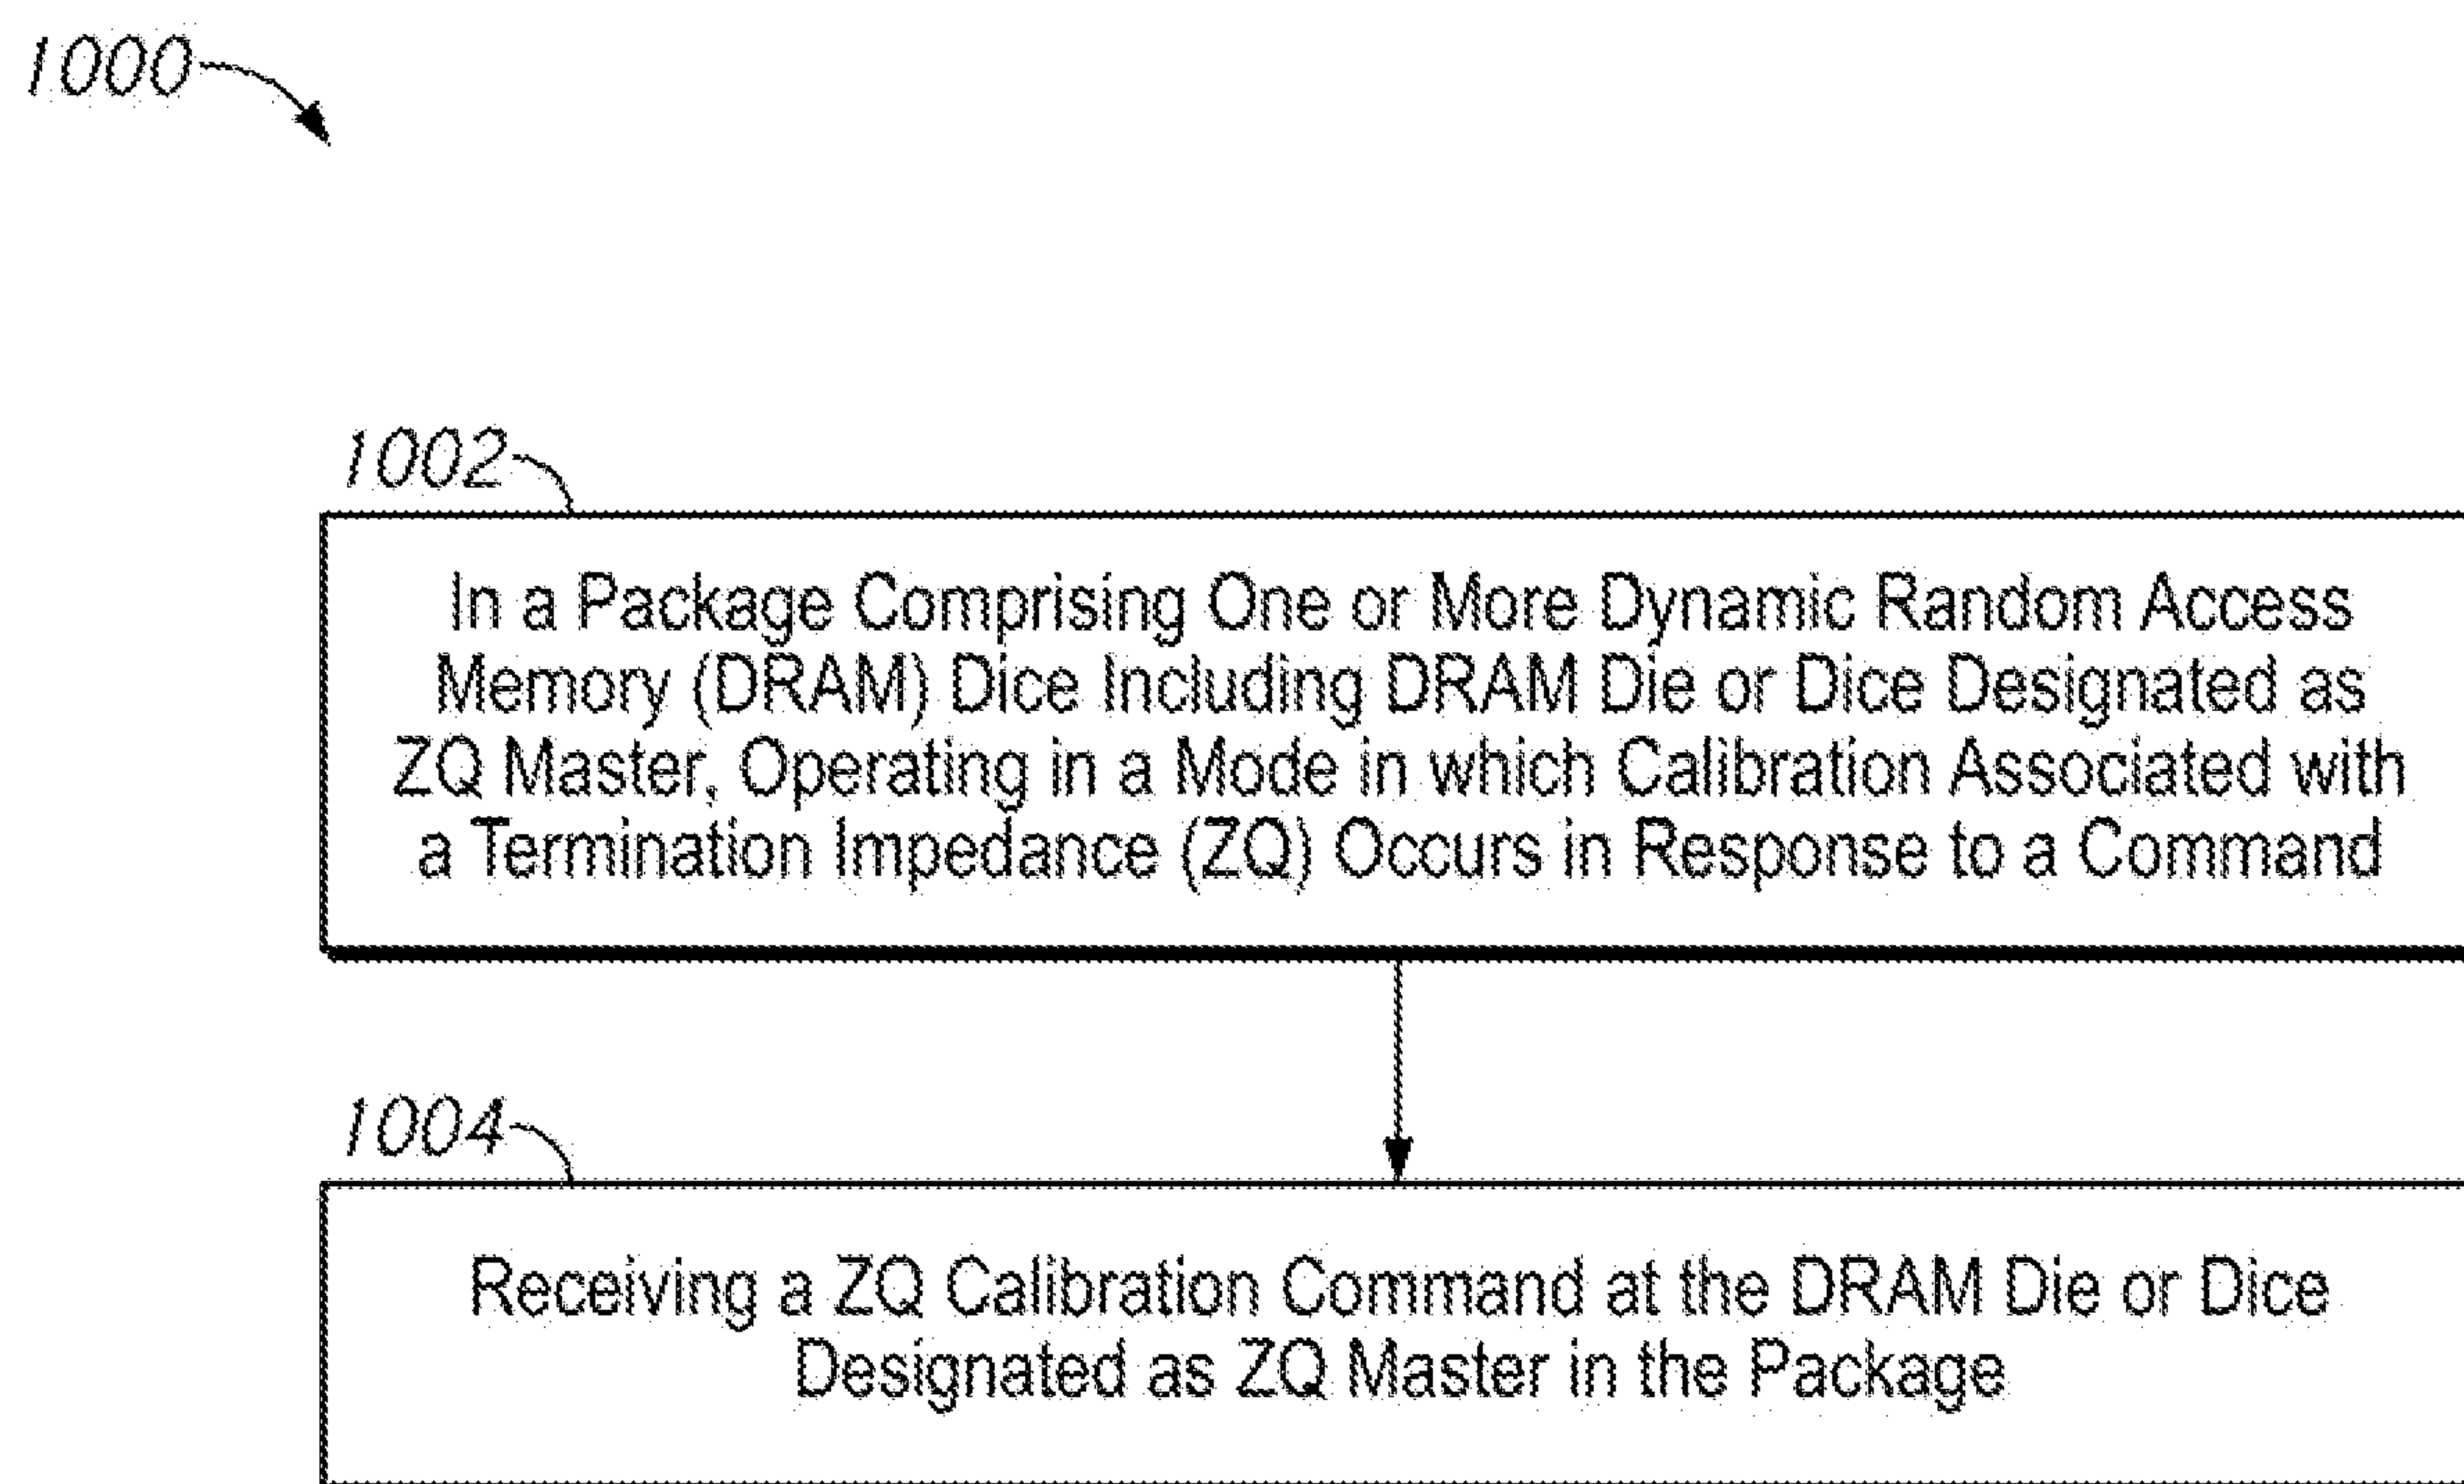 1000
1002
In a Package Comprising One or More Dynamic Random Access
Memory (DRAM) Dice Including DRAM Die or Dice Designated as
ZQ Master, Operating in a Mode in which Calibration Associated with
a Termination Impedance (ZQ) Occurs in Response to a Command
1004
Receiving a ZQ Calibration Command at the DRAM Die or Dice
Designated as ZQ Master in the Package